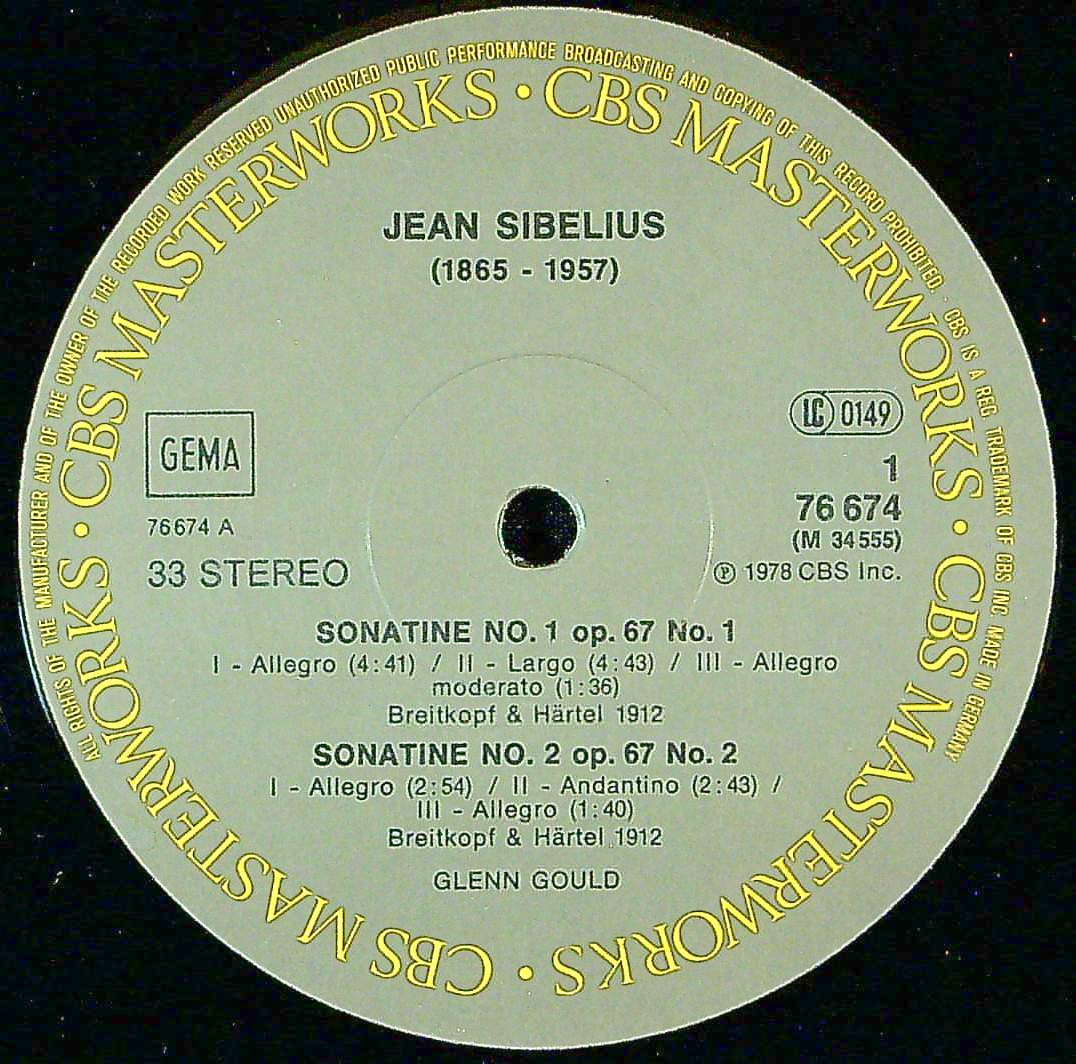 ALL RIGHTS OF THE MANUFACTURER AND OF THE OWNER OF THE RECORDED WORK RESERVED UNAUTHORIZED PUBLIC PERFORMANCE BROADCASTING AND COPYING OF THIS RECORD PROHIBITED. · CBS IS A REG TRADEMARK OF CBS INC. MADE IN GERMANY
CBS MASTERWORKS · CBS MASTERWORKS · CBS MASTERWORKS · CBS MASTERWORKS ·
JEAN SIBELIUS
(1865 - 1957)
GEMA
LC 0149
1
76 674
76674 A
(M 34555)
33 STEREO
℗ 1978 CBS Inc.
SONATINE NO. 1 op. 67 No. 1
I - Allegro (4:41) / II - Largo (4:43) / III - Allegro
moderato (1:36)
Breitkopf & Härtel 1912
SONATINE NO. 2 op. 67 No. 2
I - Allegro (2:54) / II - Andantino (2:43) /
III - Allegro (1:40)
Breitkopf & Härtel 1912
GLENN GOULD